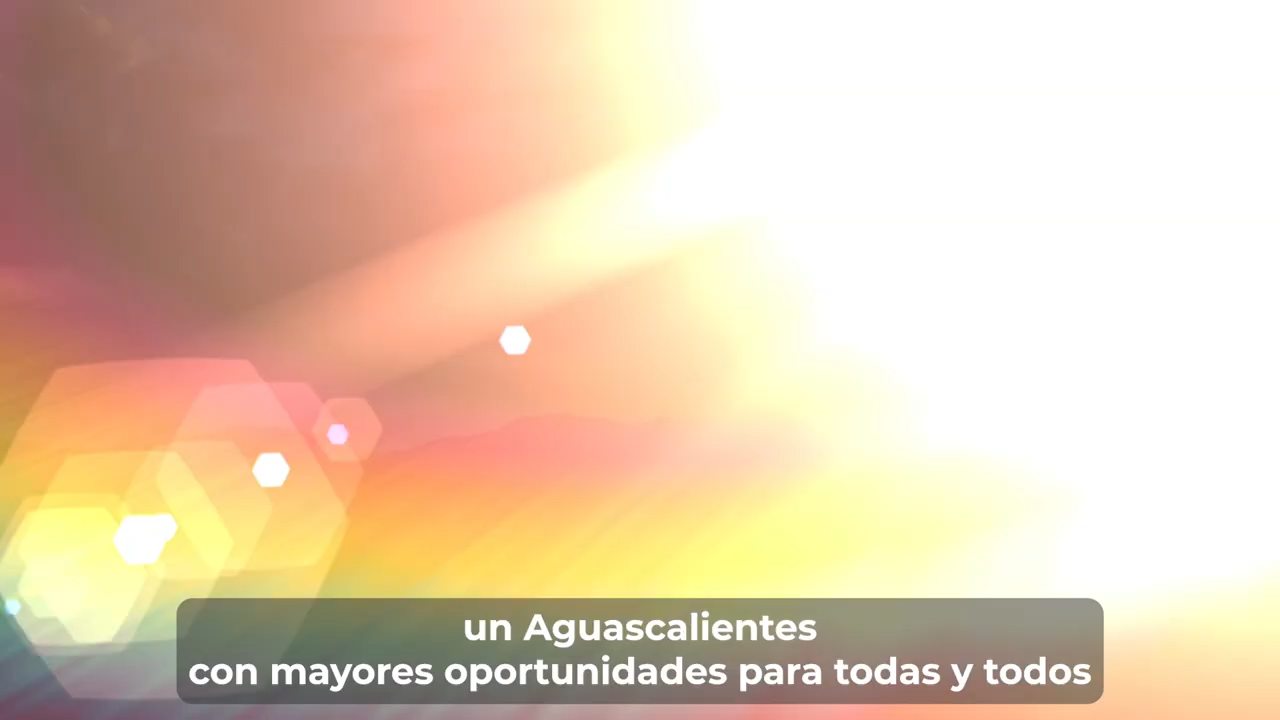 un Aguascalientes
con mayores oportunidades para todas y todos